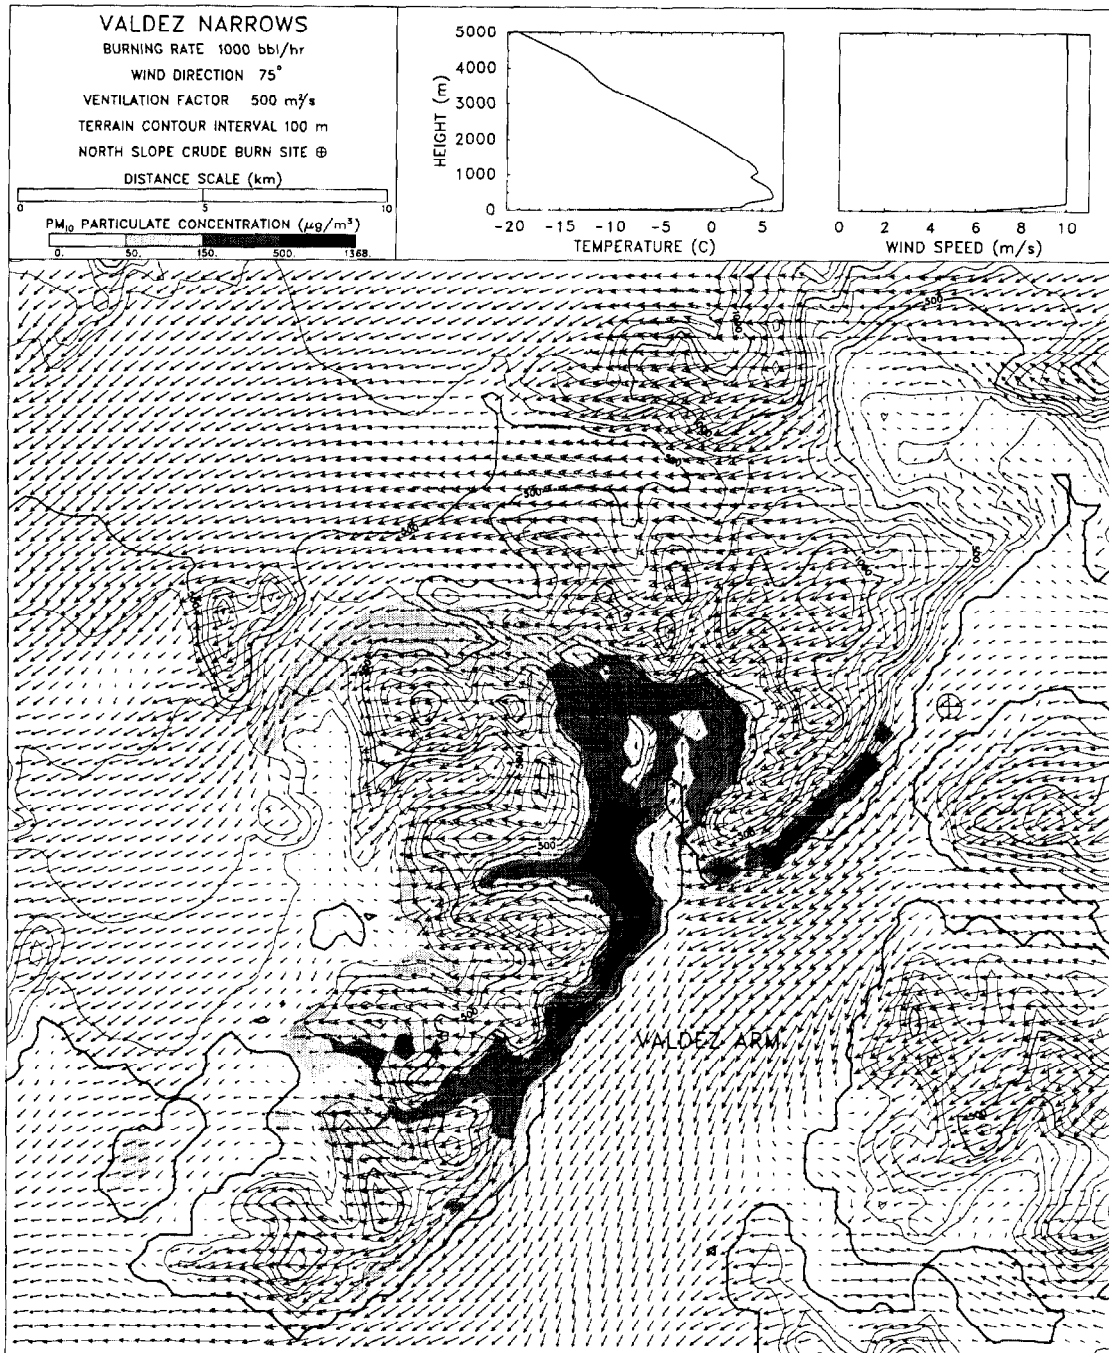 VALDEZ NARROWS
BURNING RATE 1000 bbl/hr
WIND DIRECTION 75°
VENTILATION FACTOR 500 m²/s
TERRAIN CONTOUR INTERVAL 100 m
NORTH SLOPE CRUDE BURN SITE ⊕
DISTANCE SCALE (km)
0 5 10
PM₁₀ PARTICULATE CONCENTRATION (μg/m³)
0. 50. 150. 500. 1368.
HEIGHT (m)
5000
4000
3000
2000
1000
0
-20 -15 -10 -5 0 5
TEMPERATURE (C)
0 2 4 6 8 10
WIND SPEED (m/s)
500
1000
500
500
500
500
VALDEZ ARM